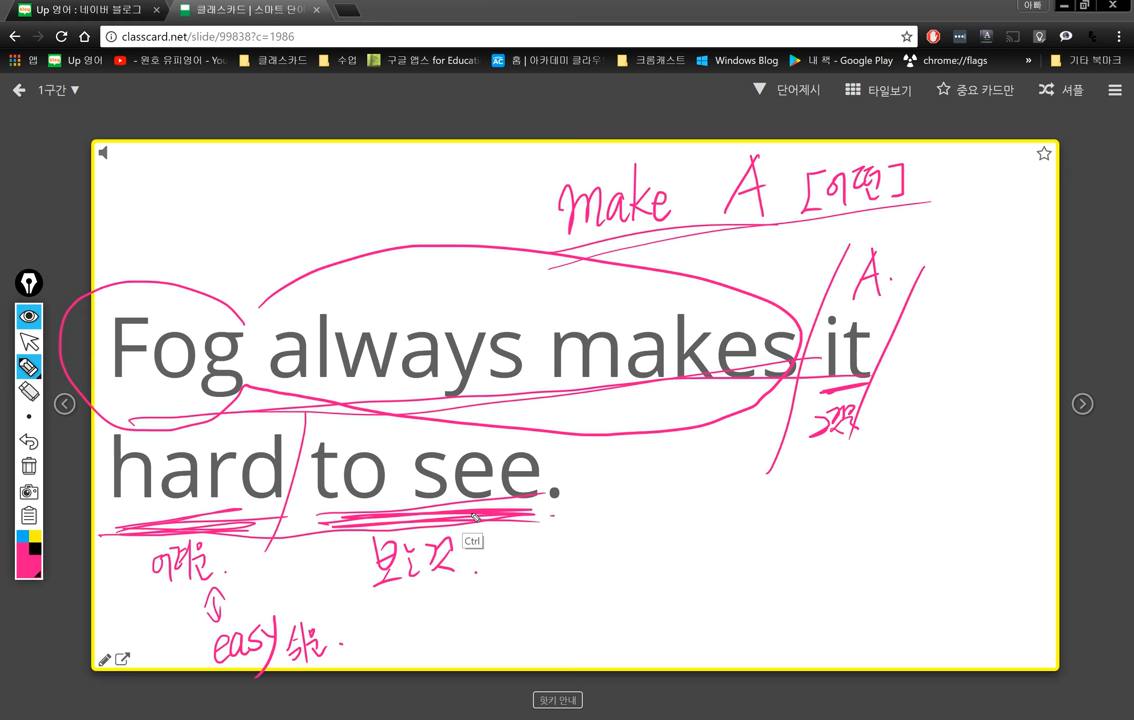 Up 영어 : 네이버 블로그
클래스카드 | 스마트 단어
아빠
classcard.net/slide/99838?c=1986
앱 Up 영어 - 원호 유피영어 - You 클래스카드 수업 구글 앱스 for Educati 홈 | 아카데미 클라우 크롬캐스트 Windows Blog 내 책 - Google Play chrome://flags » 기타 북마크
1구간 ▼
단어제시 타일보기 중요 카드만 셔플
make A [어떤]
A.
Fog always makes it
그것
hard to see.
Ctrl
어려운. 보는것.
easy 쉬운.
핫키 안내